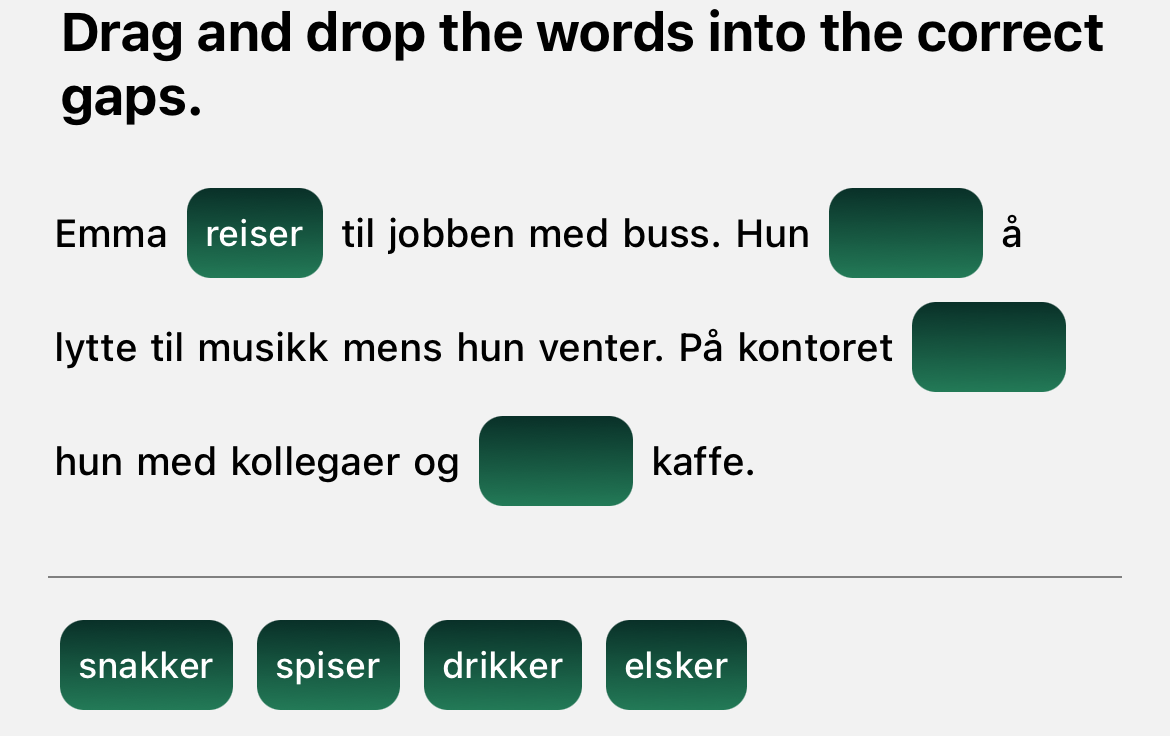 Drag and drop the words into the correct
gaps.
Emma reiser til jobben med buss. Hun å
lytte til musikk mens hun venter. På kontoret
hun med kollegaer og kaffe.
snakker spiser drikker elsker